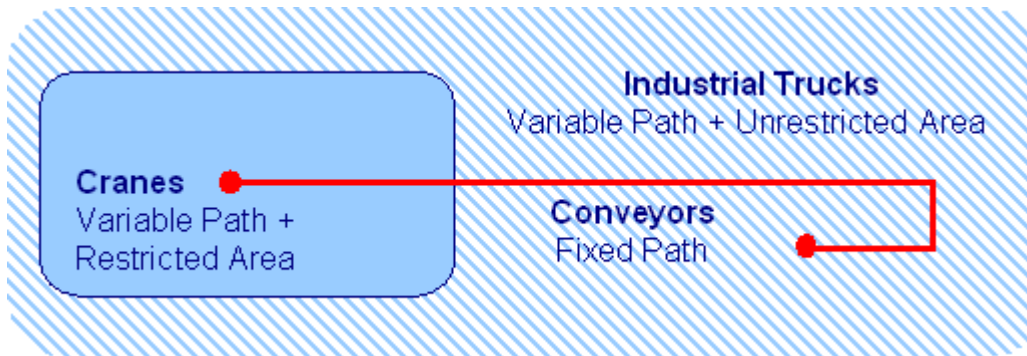 Industrial Trucks
Variable Path + Unrestricted Area
Cranes
Variable Path +
Restricted Area
Conveyors
Fixed Path